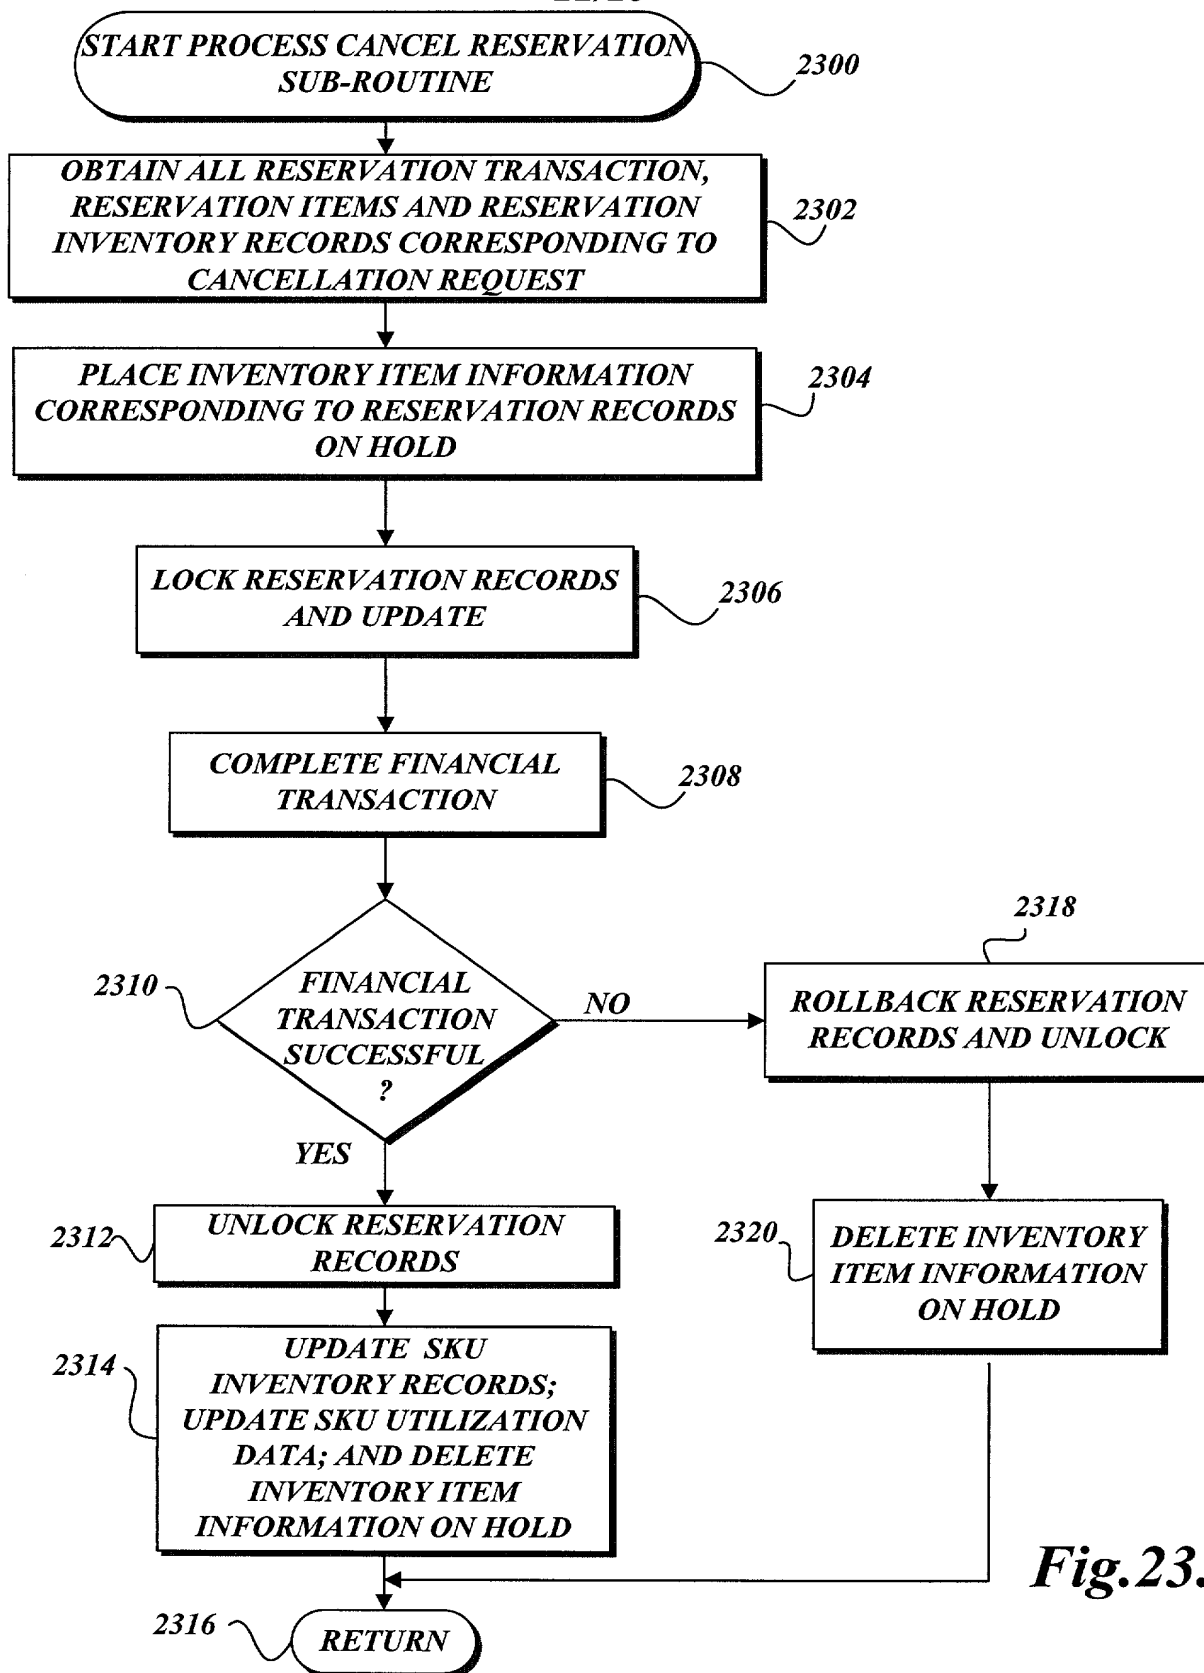 START PROCESS CANCEL RESERVATION
SUB-ROUTINE
2300
OBTAIN ALL RESERVATION TRANSACTION,
RESERVATION ITEMS AND RESERVATION
INVENTORY RECORDS CORRESPONDING TO
CANCELLATION REQUEST
2302
PLACE INVENTORY ITEM INFORMATION
CORRESPONDING TO RESERVATION RECORDS
ON HOLD
2304
LOCK RESERVATION RECORDS
AND UPDATE
2306
COMPLETE FINANCIAL
TRANSACTION
2308
2310
FINANCIAL
TRANSACTION
SUCCESSFUL
?
NO
YES
2318
ROLLBACK RESERVATION
RECORDS AND UNLOCK
2312
UNLOCK RESERVATION
RECORDS
2320
DELETE INVENTORY
ITEM INFORMATION
ON HOLD
2314
UPDATE SKU
INVENTORY RECORDS;
UPDATE SKU UTILIZATION
DATA; AND DELETE
INVENTORY ITEM
INFORMATION ON HOLD
2316
RETURN
Fig.23.